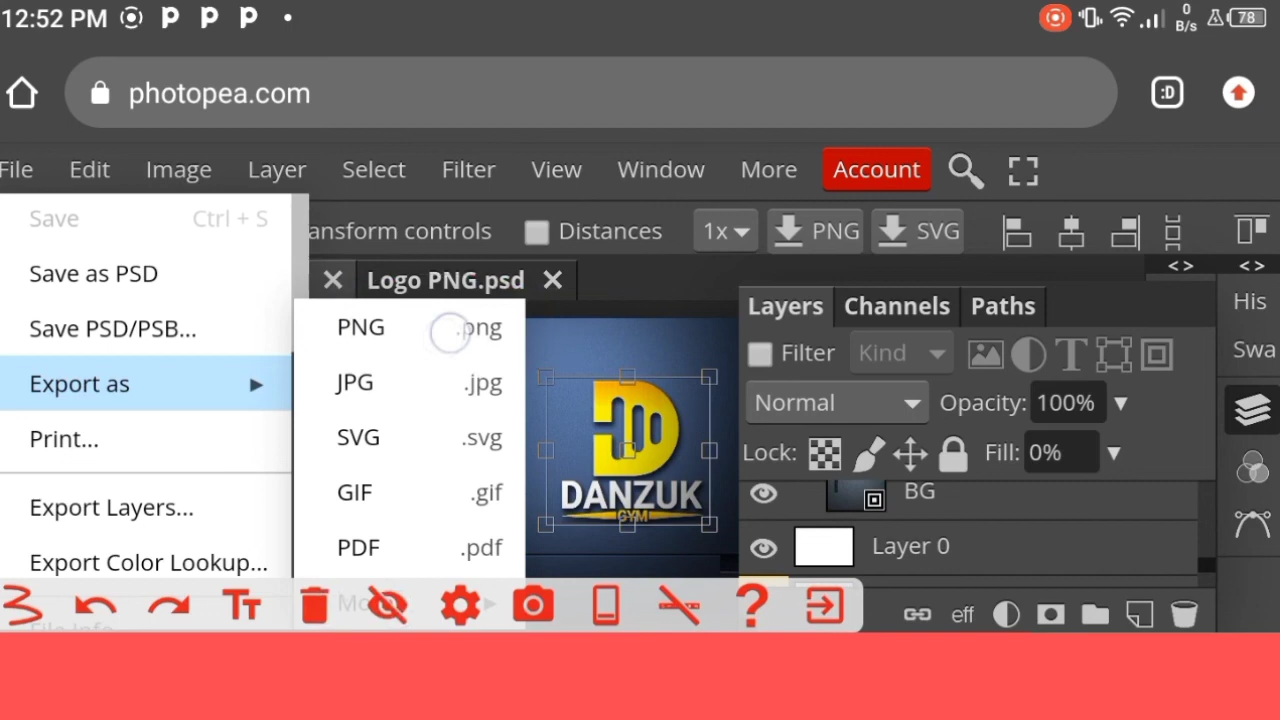 12:52 PM
0 B/s
78
photopea.com
:D
File Edit Image Layer Select Filter View Window More Account
Save Ctrl + S
ansform controls Distances 1x PNG SVG
Save as PSD
Logo PNG.psd
Save PSD/PSB...
Export as
Print...
Export Layers...
Export Color Lookup...
PNG .png
JPG .jpg
SVG .svg
GIF .gif
PDF .pdf
DANZUK
GYM
Layers Channels Paths
Filter Kind
Normal Opacity: 100%
Lock: Fill: 0%
BG
Layer 0
eff
His
Swa